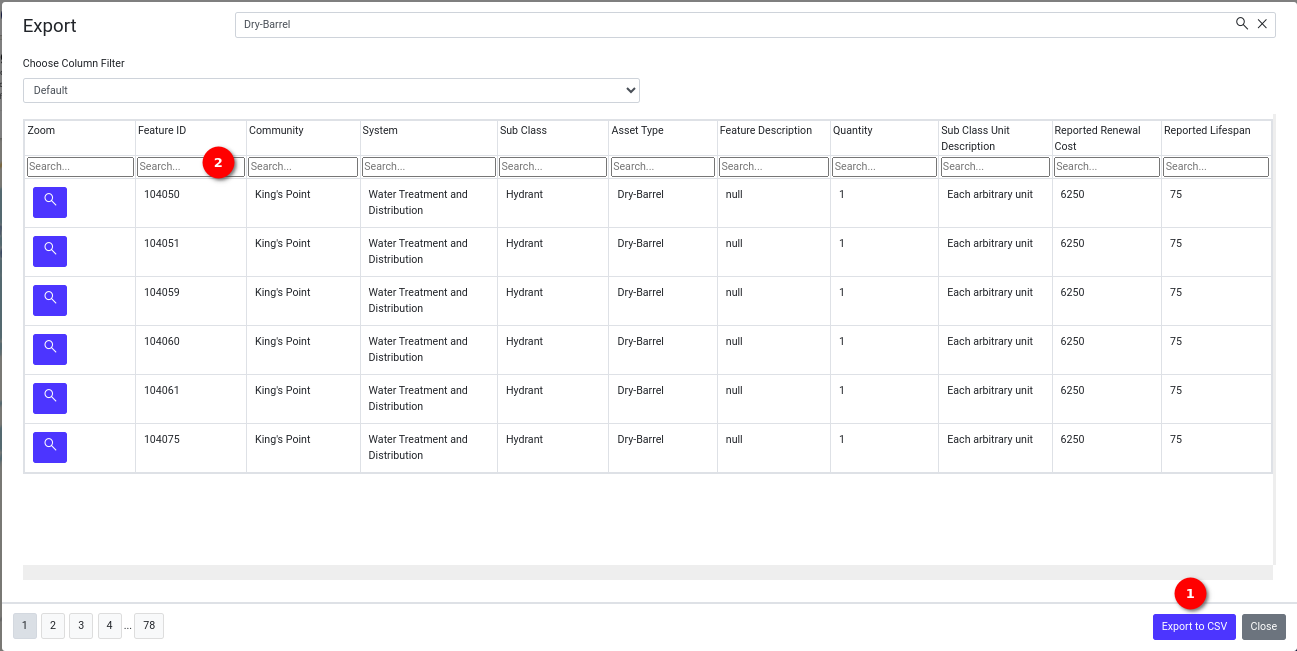 Export
Dry-Barrel
Choose Column Filter
Default
Zoom Feature ID Community System Sub Class Asset Type Feature Description Quantity Sub Class Unit Reported Renewal Reported Lifespan
Description Cost
2
Search... Search... Search... Search... Search... Search... Search... Search... Search... Search... Search...
104050 King's Point Water Treatment and Hydrant Dry-Barrel null 1 Each arbitrary unit 6250 75
Distribution
104051 King's Point Water Treatment and Hydrant Dry-Barrel null 1 Each arbitrary unit 6250 75
Distribution
104059 King's Point Water Treatment and Hydrant Dry-Barrel null 1 Each arbitrary unit 6250 75
Distribution
104060 King's Point Water Treatment and Hydrant Dry-Barrel null 1 Each arbitrary unit 6250 75
Distribution
104061 King's Point Water Treatment and Hydrant Dry-Barrel null 1 Each arbitrary unit 6250 75
Distribution
104075 King's Point Water Treatment and Hydrant Dry-Barrel null 1 Each arbitrary unit 6250 75
Distribution
1
1 2 3 4 ... 78 Export to CSV Close